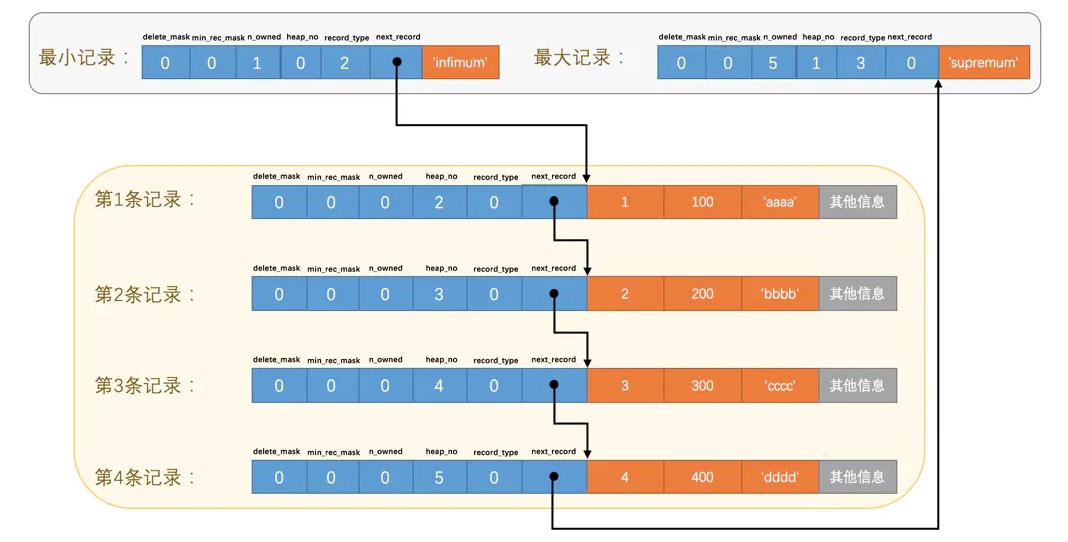 delete_mask min_rec_mask n_owned heap_no record_type next_record
最小记录： 0 0 1 0 2 'infimum'
delete_mask min_rec_mask n_owned heap_no record_type next_record
最大记录： 0 0 5 1 3 0 'supremum'
delete_mask min_rec_mask n_owned heap_no record_type next_record
第1条记录： 0 0 0 2 0 1 100 'aaaa' 其他信息
delete_mask min_rec_mask n_owned heap_no record_type next_record
第2条记录： 0 0 0 3 0 2 200 'bbbb' 其他信息
delete_mask min_rec_mask n_owned heap_no record_type next_record
第3条记录： 0 0 0 4 0 3 300 'cccc' 其他信息
delete_mask min_rec_mask n_owned heap_no record_type next_record
第4条记录： 0 0 0 5 0 4 400 'dddd' 其他信息